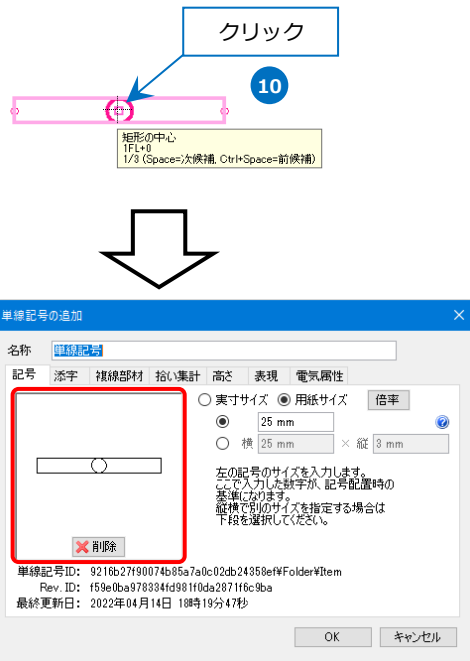 クリック
10
矩形の中心
1FL+0
1/3 (Space=次候補, Ctrl+Space=前候補)
単線記号の追加
名称 単線記号
記号 添字 複線部材 拾い集計 高さ 表現 電気属性
実寸サイズ 用紙サイズ 倍率
25 mm
横 25 mm × 縦 3 mm
左の記号のサイズを入力します。
ここで入力した数字が、記号配置時の
基準になります。
縦横で別のサイズを指定する場合は
下段を選択してください。
削除
単線記号ID: 9216b27f90074b85a7a0c02db24358ef¥Folder¥Item
Rev. ID: f59e0ba978334fd981f0da2871f6c9ba
最終更新日: 2022年04月14日 18時19分47秒
OK キャンセル